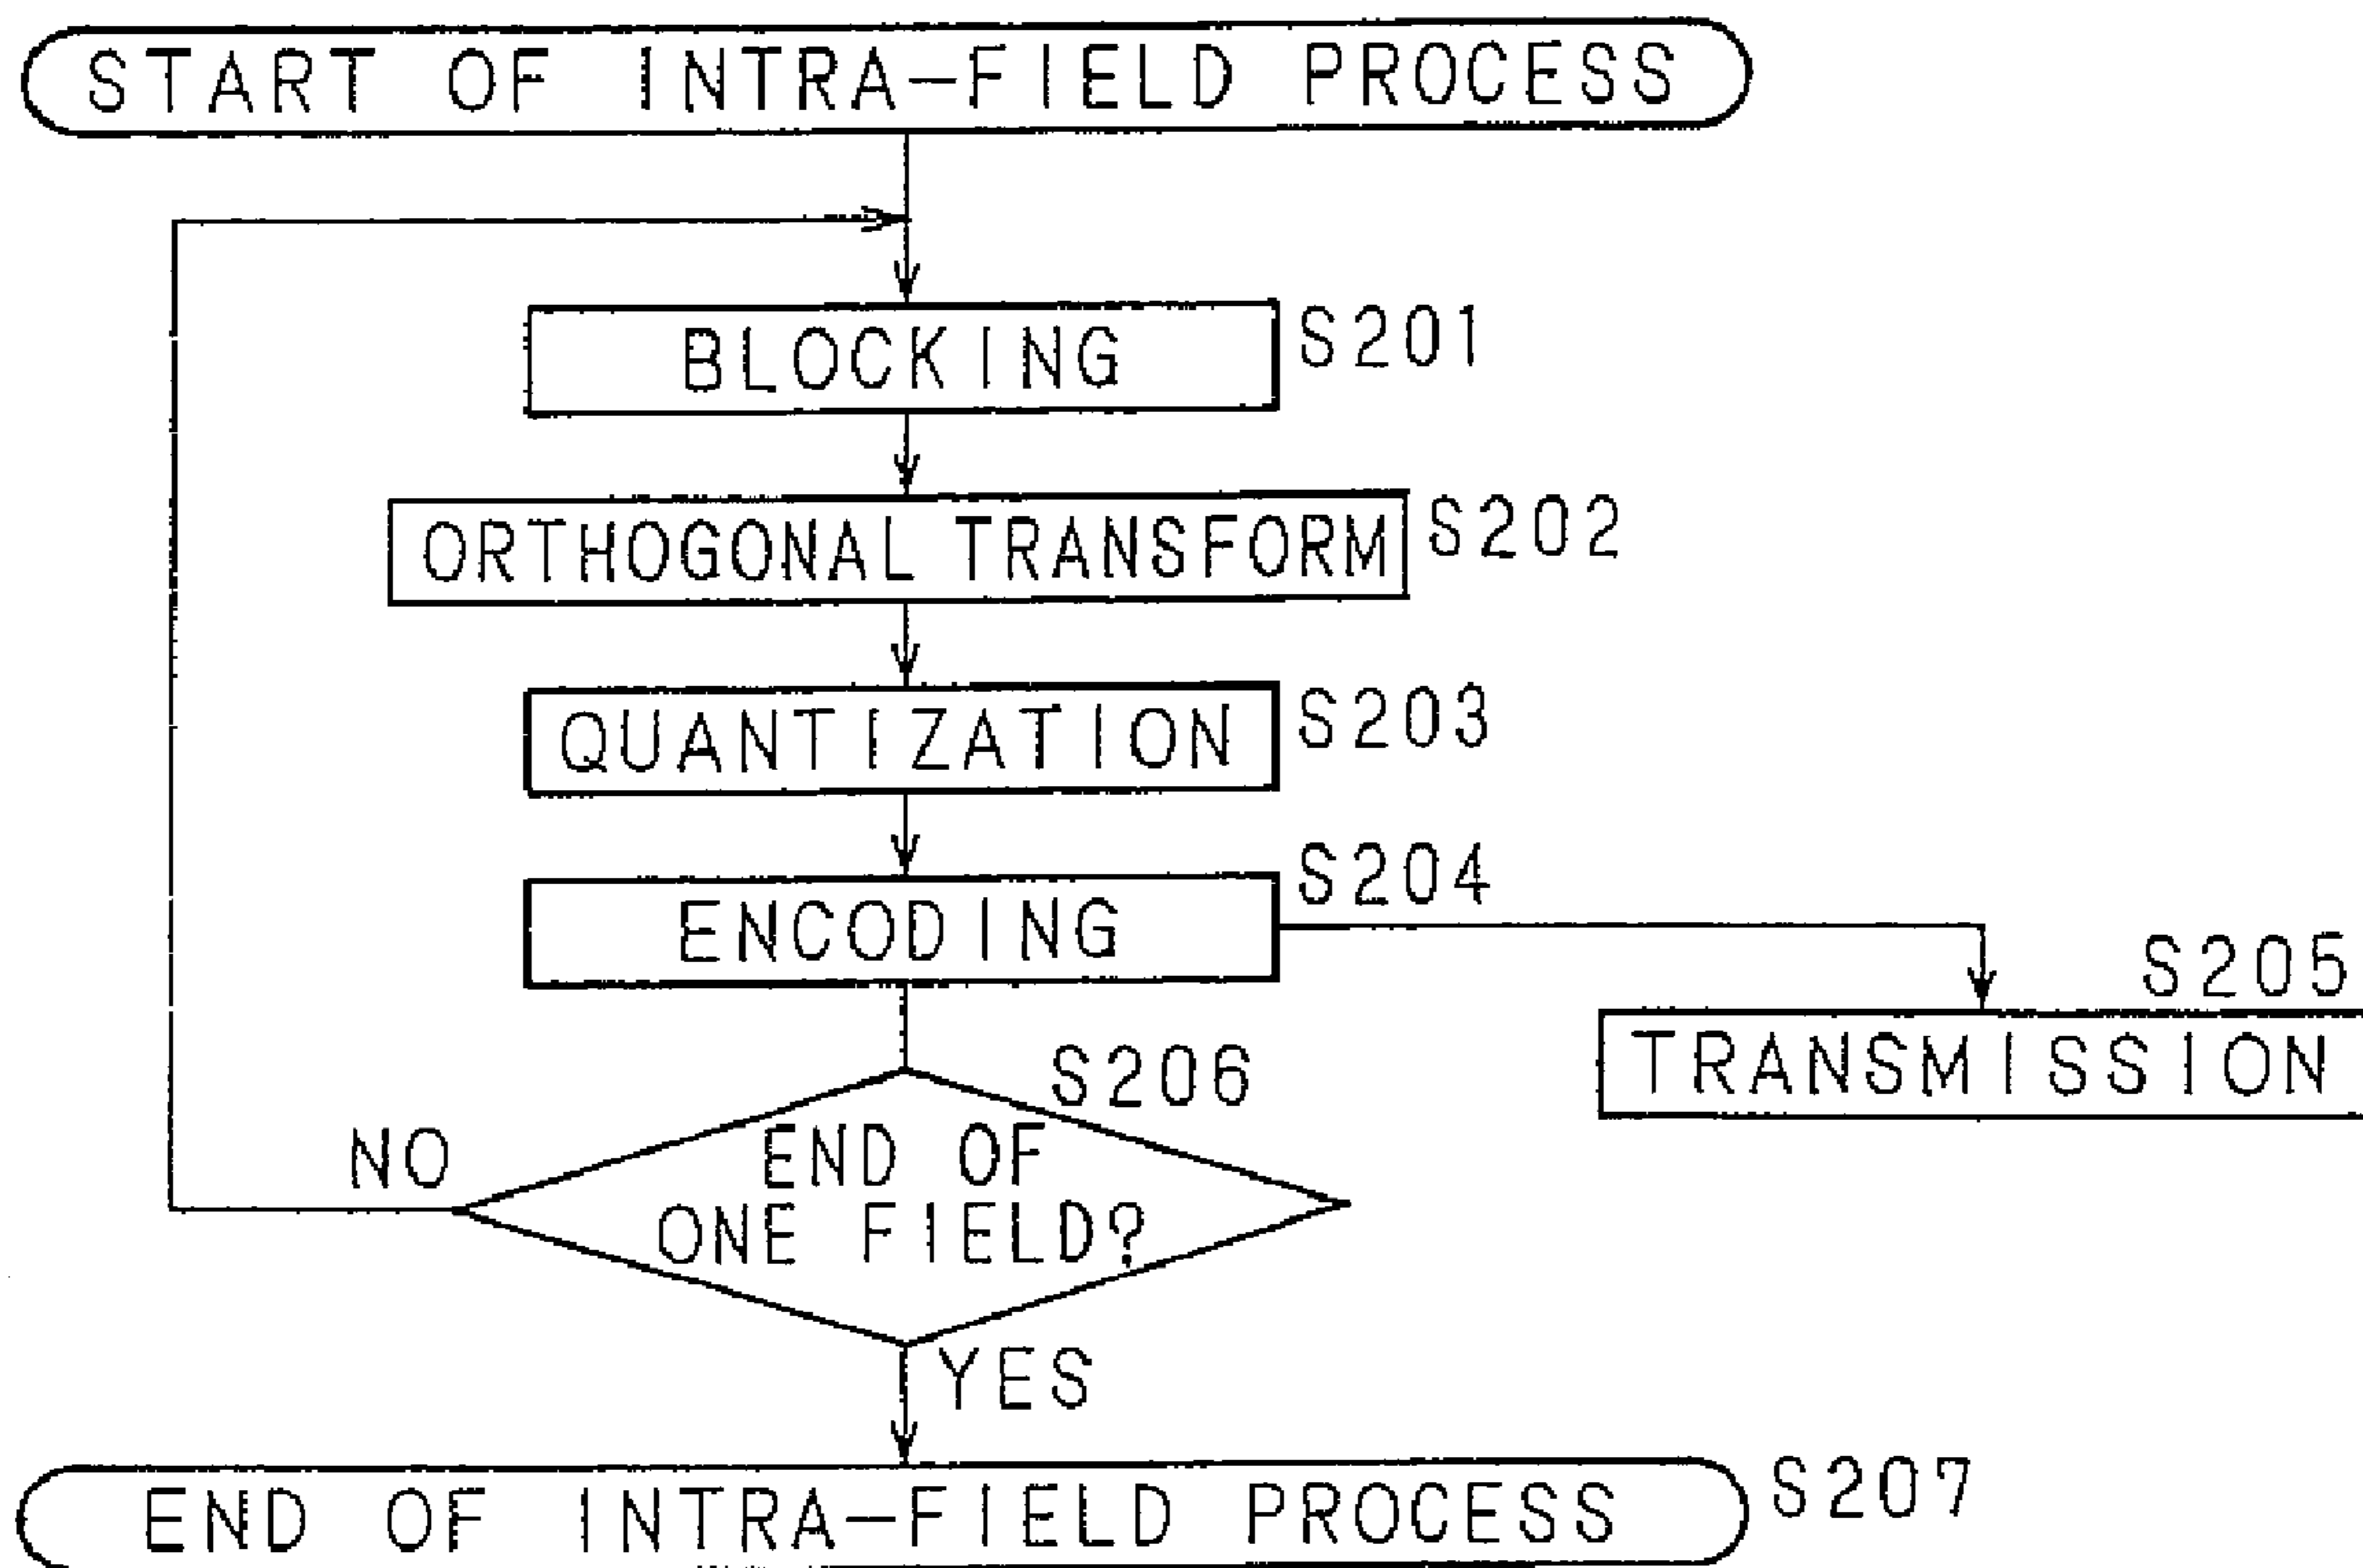 START OF INTRA-FIELD PROCESS
BLOCKING
S201
ORTHOGONAL TRANSFORM
S202
QUANTIZATION
S203
ENCODING
S204
S205
TRANSMISSION
S206
END OF
ONE FIELD?
NO
YES
END OF INTRA-FIELD PROCESS
S207